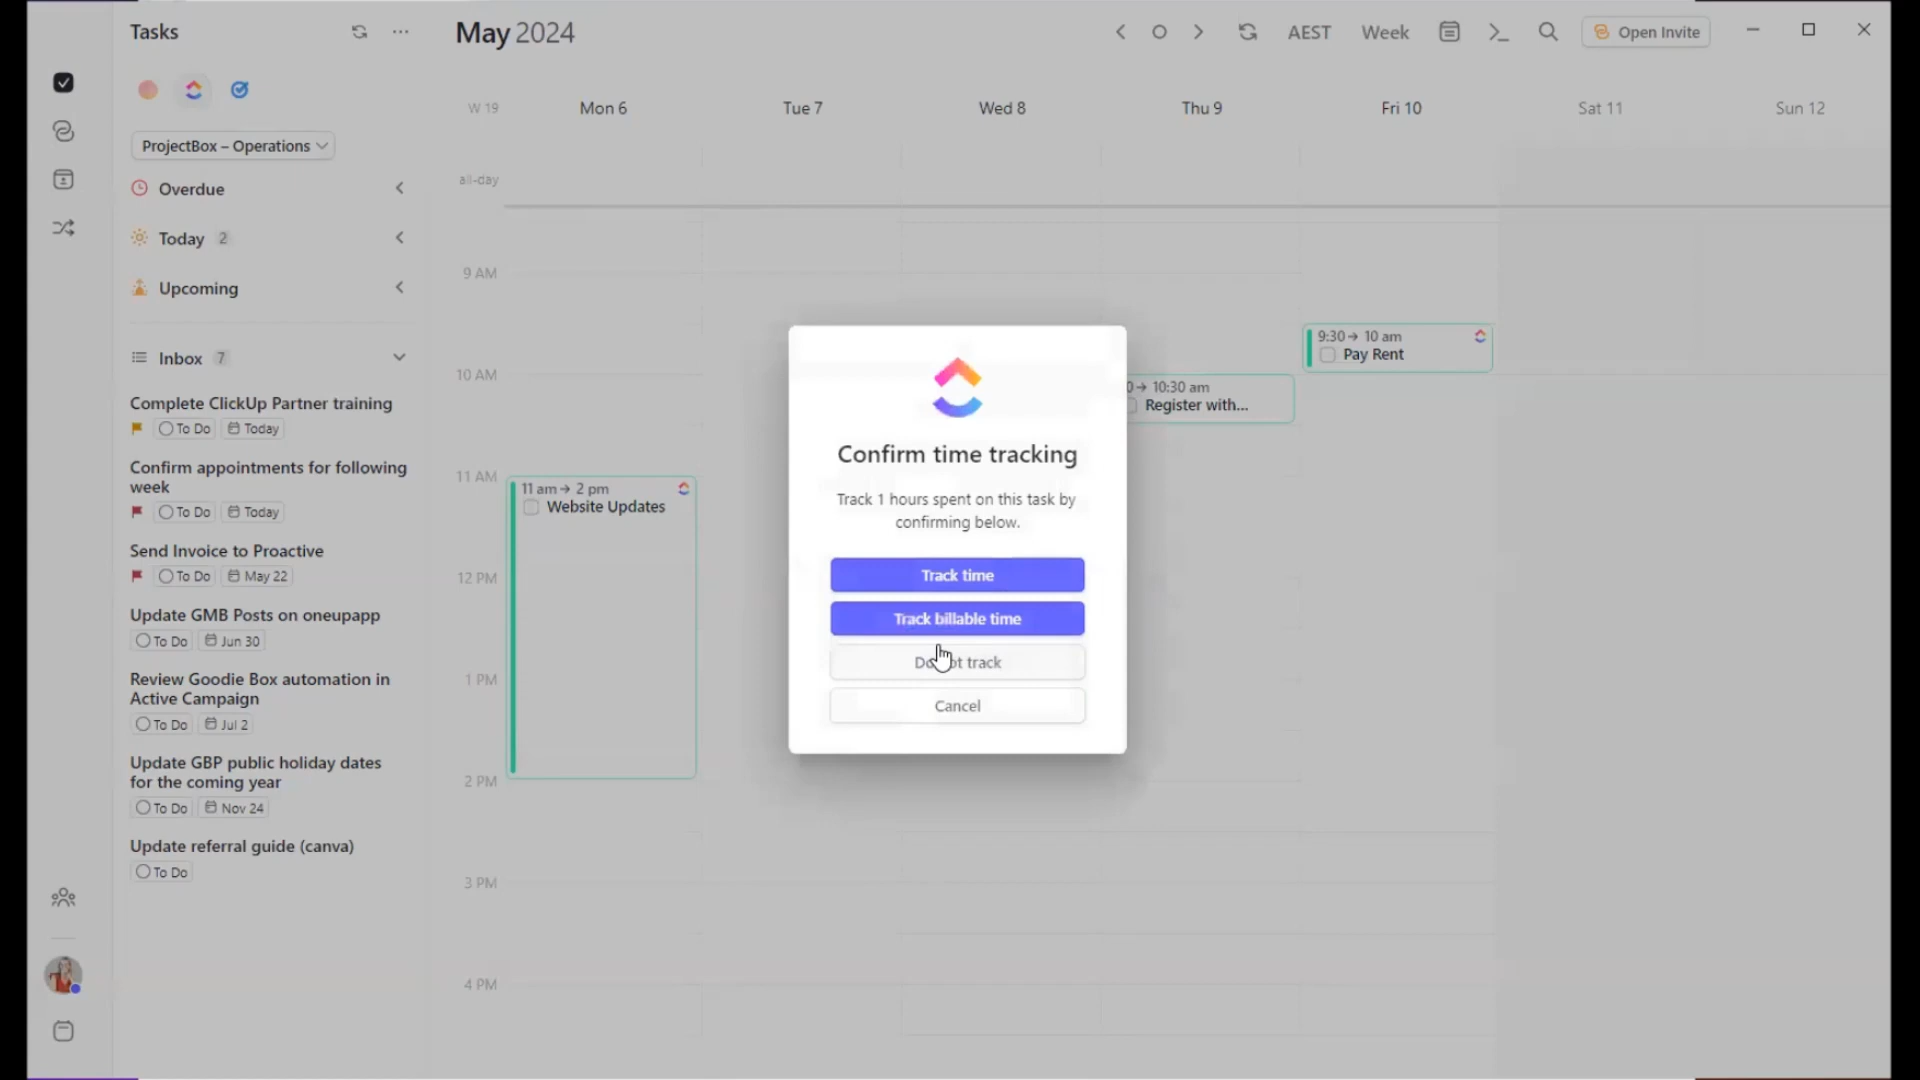 Tasks
May 2024
AEST
Week
Open Invite
W 19
Mon 6
Tue 7
Wed 8
Thu 9
Fri 10
Sat 11
Sun 12
ProjectBox – Operations
all-day
Overdue
Today 2
Upcoming
Inbox 7
Complete ClickUp Partner training
To Do
Today
Confirm appointments for following
week
To Do
Today
Send Invoice to Proactive
To Do
May 22
Update GMB Posts on oneupapp
To Do
Jun 30
Review Goodie Box automation in
Active Campaign
To Do
Jul 2
Update GBP public holiday dates
for the coming year
To Do
Nov 24
Update referral guide (canva)
To Do
9 AM
10 AM
11 AM
12 PM
1 PM
2 PM
3 PM
4 PM
11 am → 2 pm
Website Updates
0 → 10:30 am
Register with...
9:30 → 10 am
Pay Rent
Confirm time tracking
Track 1 hours spent on this task by
confirming below.
Track time
Track billable time
track
Cancel